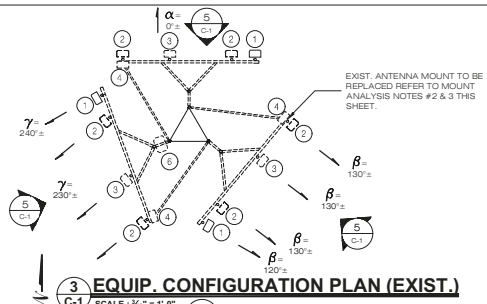 α=
0°±
5
C-1
2
3
2
1
4
EXIST. ANTENNA MOUNT TO BE
REPLACED REFER TO MOUNT
ANALYSIS NOTES #2 & 3 THIS
SHEET.
1
4
2
γ=
240°±
2
6
3
β=
130°±
γ=
230°±
3
β=
130°±
5
C-1
4
2
2
1
5
C-1
2
β=
130°±
β=
120°±
3
C-1
EQUIP. CONFIGURATION PLAN (EXIST.)